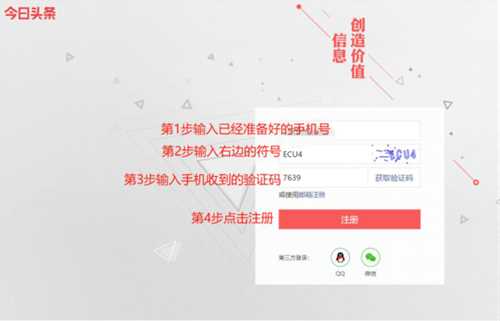 今日头条
创造价值
信息
第1步输入已经准备好的手机号
第2步输入右边的符号
ECU4
ECU4
第3步输入手机收到的验证码
7639
获取验证码
或使用邮箱注册
第4步点击注册
注册
第三方登录:
QQ
微信